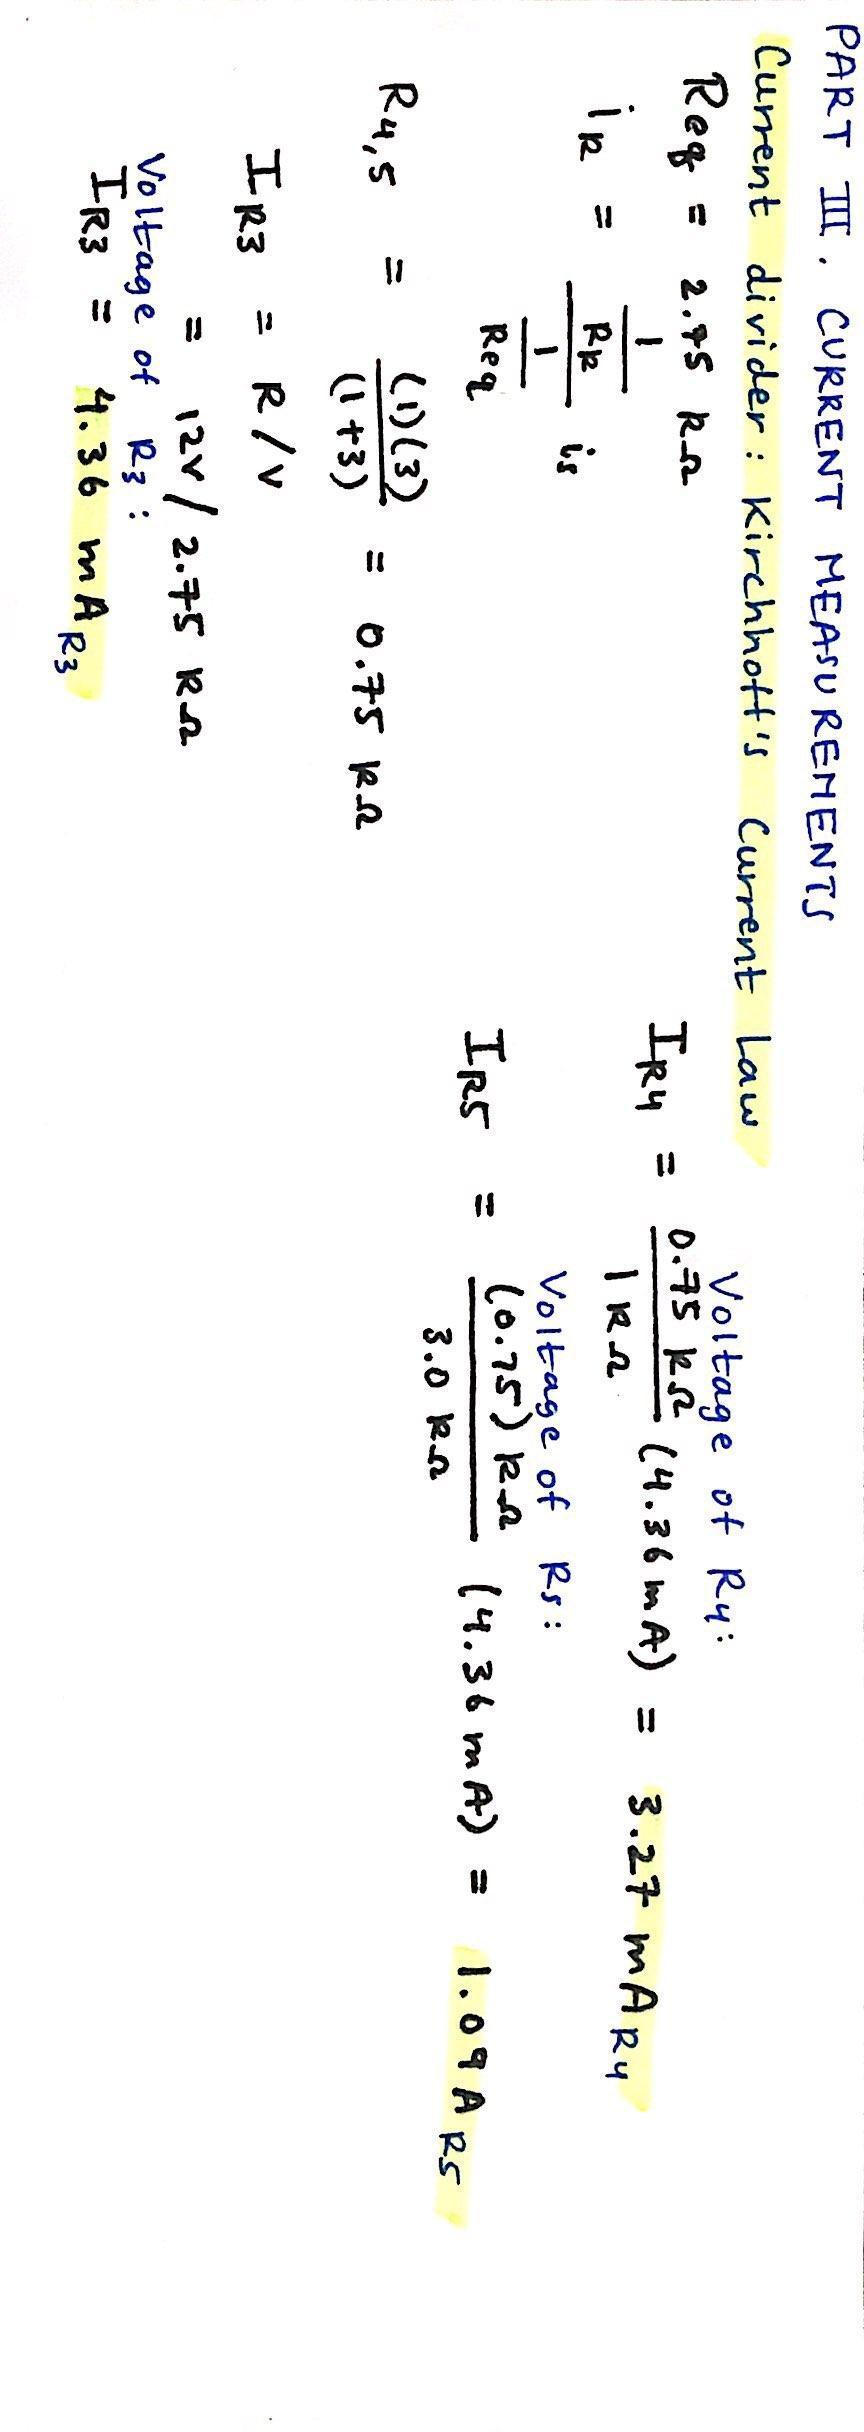 PART III. CURRENT MEASUREMENTS
Current divider: Kirchhoff's Current Law
Req = 2.75 kΩ
iR = 1/RR / 1/Req is
R4,5 = (1)(3) / (1+3) = 0.75 kΩ
IR3 = R/V
= 12V / 2.75 kΩ
Voltage of R3:
IR3 = 4.36 mA R3
Voltage of R4:
IR4 = 0.75 kΩ / 1 kΩ (4.36 mA) = 3.27 mA R4
Voltage of R5:
IR5 = (0.75) kΩ / 3.0 kΩ (4.36 mA) = 1.09 A R5